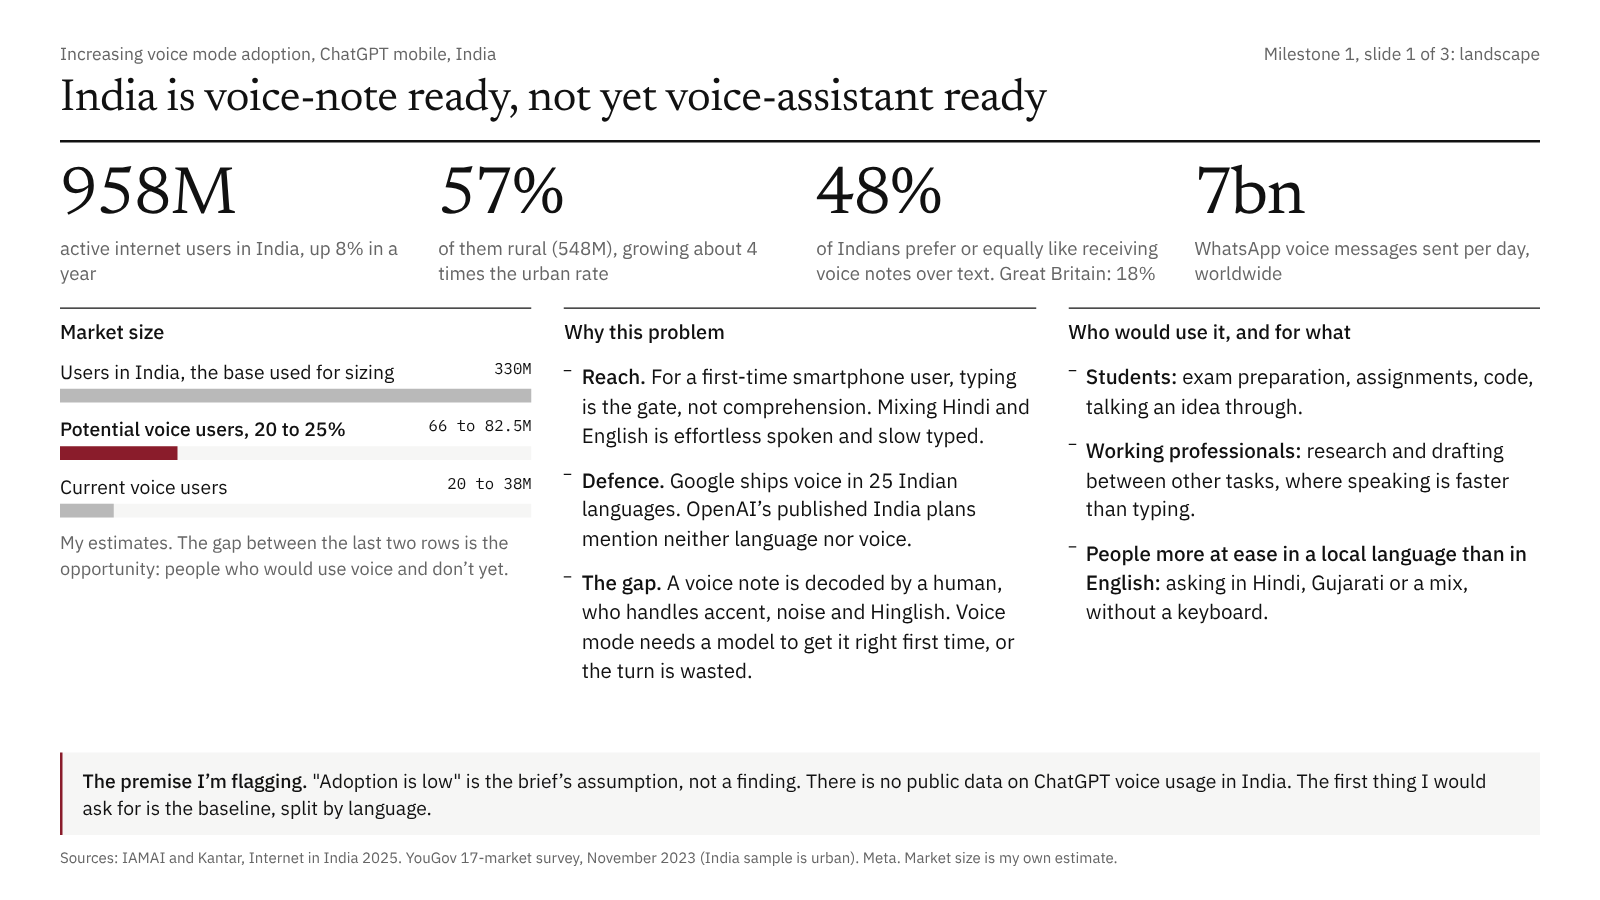 Increasing voice mode adoption, ChatGPT mobile, India
Milestone 1, slide 1 of 3: landscape
India is voice-note ready, not yet voice-assistant ready
958M
active internet users in India, up 8% in a
year
57%
of them rural (548M), growing about 4
times the urban rate
48%
of Indians prefer or equally like receiving
voice notes over text. Great Britain: 18%
7bn
WhatsApp voice messages sent per day,
worldwide
Market size
Users in India, the base used for sizing 330M
Potential voice users, 20 to 25% 66 to 82.5M
Current voice users 20 to 38M
My estimates. The gap between the last two rows is the
opportunity: people who would use voice and don’t yet.
Why this problem
– Reach. For a first-time smartphone user, typing
is the gate, not comprehension. Mixing Hindi and
English is effortless spoken and slow typed.
– Defence. Google ships voice in 25 Indian
languages. OpenAI’s published India plans
mention neither language nor voice.
– The gap. A voice note is decoded by a human,
who handles accent, noise and Hinglish. Voice
mode needs a model to get it right first time, or
the turn is wasted.
Who would use it, and for what
– Students: exam preparation, assignments, code,
talking an idea through.
– Working professionals: research and drafting
between other tasks, where speaking is faster
than typing.
– People more at ease in a local language than in
English: asking in Hindi, Gujarati or a mix,
without a keyboard.
The premise I’m flagging. "Adoption is low" is the brief’s assumption, not a finding. There is no public data on ChatGPT voice usage in India. The first thing I would
ask for is the baseline, split by language.
Sources: IAMAI and Kantar, Internet in India 2025. YouGov 17-market survey, November 2023 (India sample is urban). Meta. Market size is my own estimate.